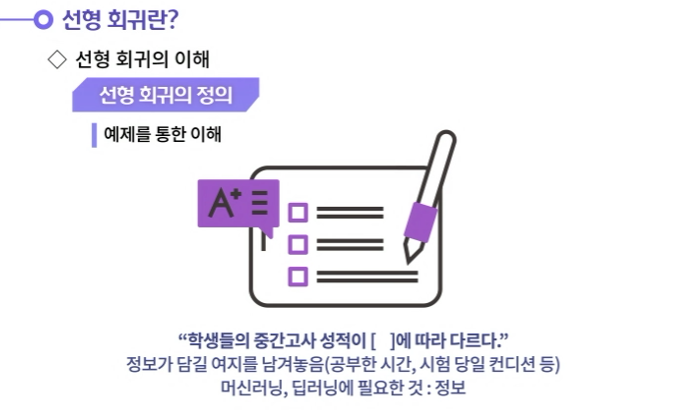 선형 회귀란?
선형 회귀의 이해
선형 회귀의 정의
예제를 통한 이해
A+
“학생들의 중간고사 성적이 [ ]에 따라 다르다.”
정보가 담길 여지를 남겨놓음(공부한 시간, 시험 당일 컨디션 등)
머신러닝, 딥러닝에 필요한 것 : 정보